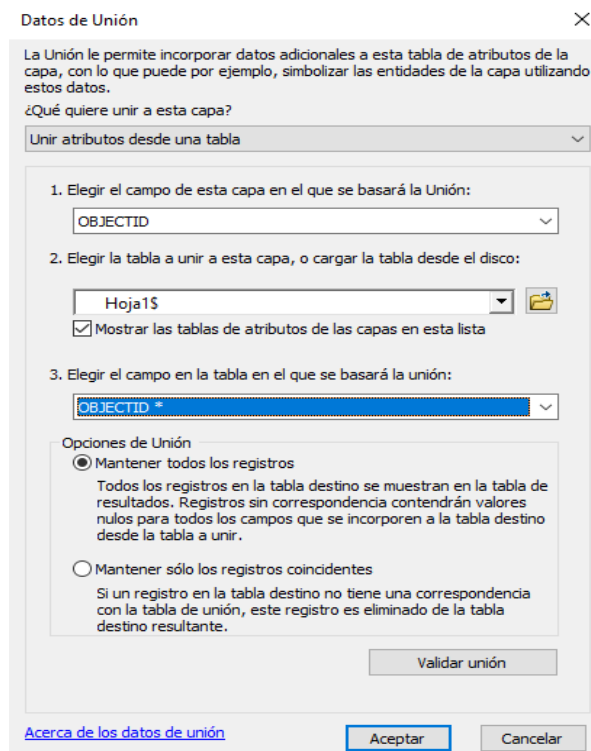 Datos de Unión
La Unión le permite incorporar datos adicionales a esta tabla de atributos de la
capa, con lo que puede por ejemplo, simbolizar las entidades de la capa utilizando
estos datos.
¿Qué quiere unir a esta capa?
Unir atributos desde una tabla
1. Elegir el campo de esta capa en el que se basará la Unión:
OBJECTID
2. Elegir la tabla a unir a esta capa, o cargar la tabla desde el disco:
Hoja1$
Mostrar las tablas de atributos de las capas en esta lista
3. Elegir el campo en la tabla en el que se basará la unión:
OBJECTID *
Opciones de Unión
Mantener todos los registros
Todos los registros en la tabla destino se muestran en la tabla de
resultados. Registros sin correspondencia contendrán valores
nulos para todos los campos que se incorporen a la tabla destino
desde la tabla a unir.
Mantener sólo los registros coincidentes
Si un registro en la tabla destino no tiene una correspondencia
con la tabla de unión, este registro es eliminado de la tabla
destino resultante.
Validar unión
Acerca de los datos de unión
Aceptar
Cancelar